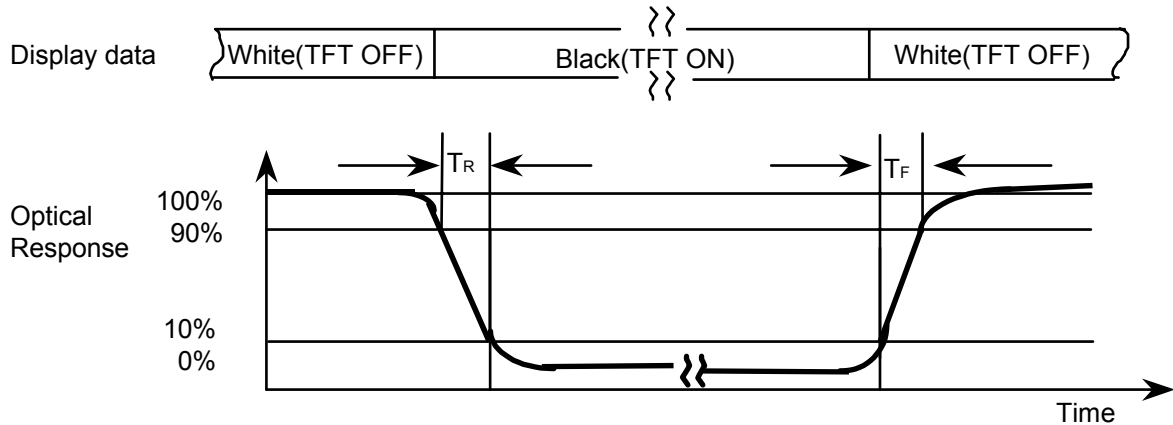 Display data
White(TFT OFF)
Black(TFT ON)
White(TFT OFF)
TR
TF
Optical
Response
100%
90%
10%
0%
Time